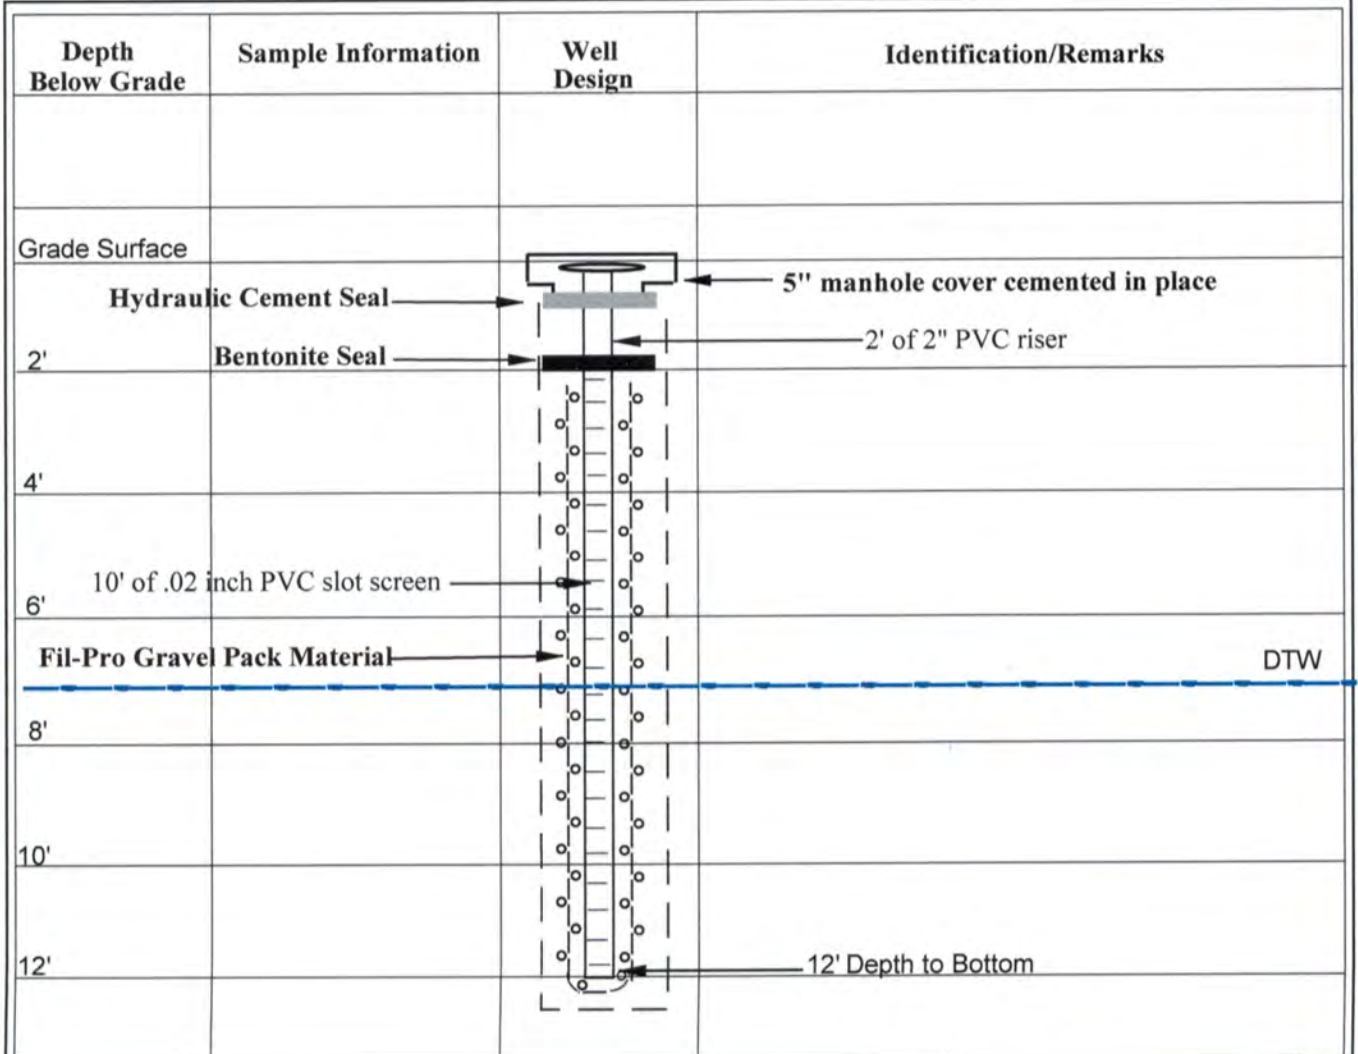 Depth
Below Grade
Sample Information
Well
Design
Identification/Remarks
Grade Surface
5" manhole cover cemented in place
Hydraulic Cement Seal
2' of 2" PVC riser
Bentonite Seal
2'
4'
10' of .02 inch PVC slot screen
6'
Fil-Pro Gravel Pack Material
DTW
8'
10'
12' Depth to Bottom
12'